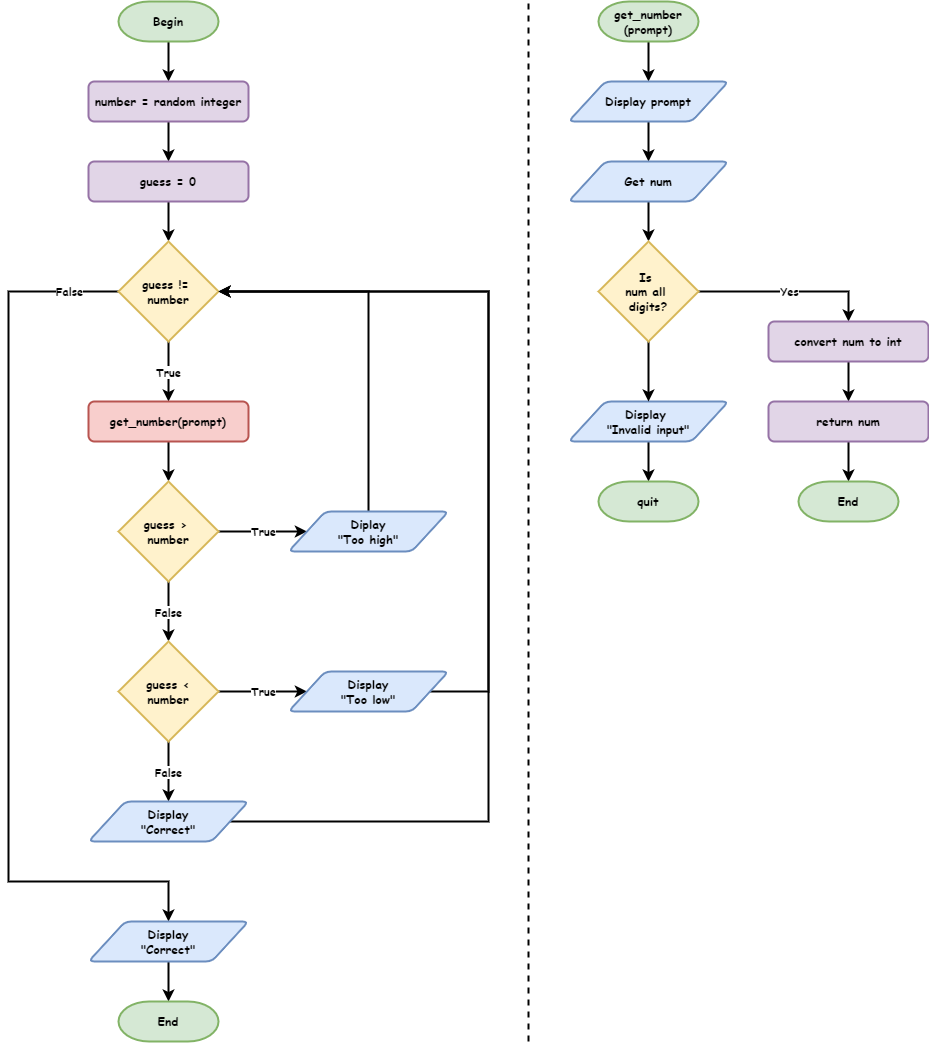 Begin
number = random integer
guess = 0
guess !=
number
False
True
get_number(prompt)
guess >
number
True
Diplay
"Too high"
False
guess <
number
True
Display
"Too low"
False
Display
"Correct"
Display
"Correct"
End
get_number
(prompt)
Display prompt
Get num
Is
num all
digits?
Yes
convert num to int
return num
End
Display
"Invalid input"
quit